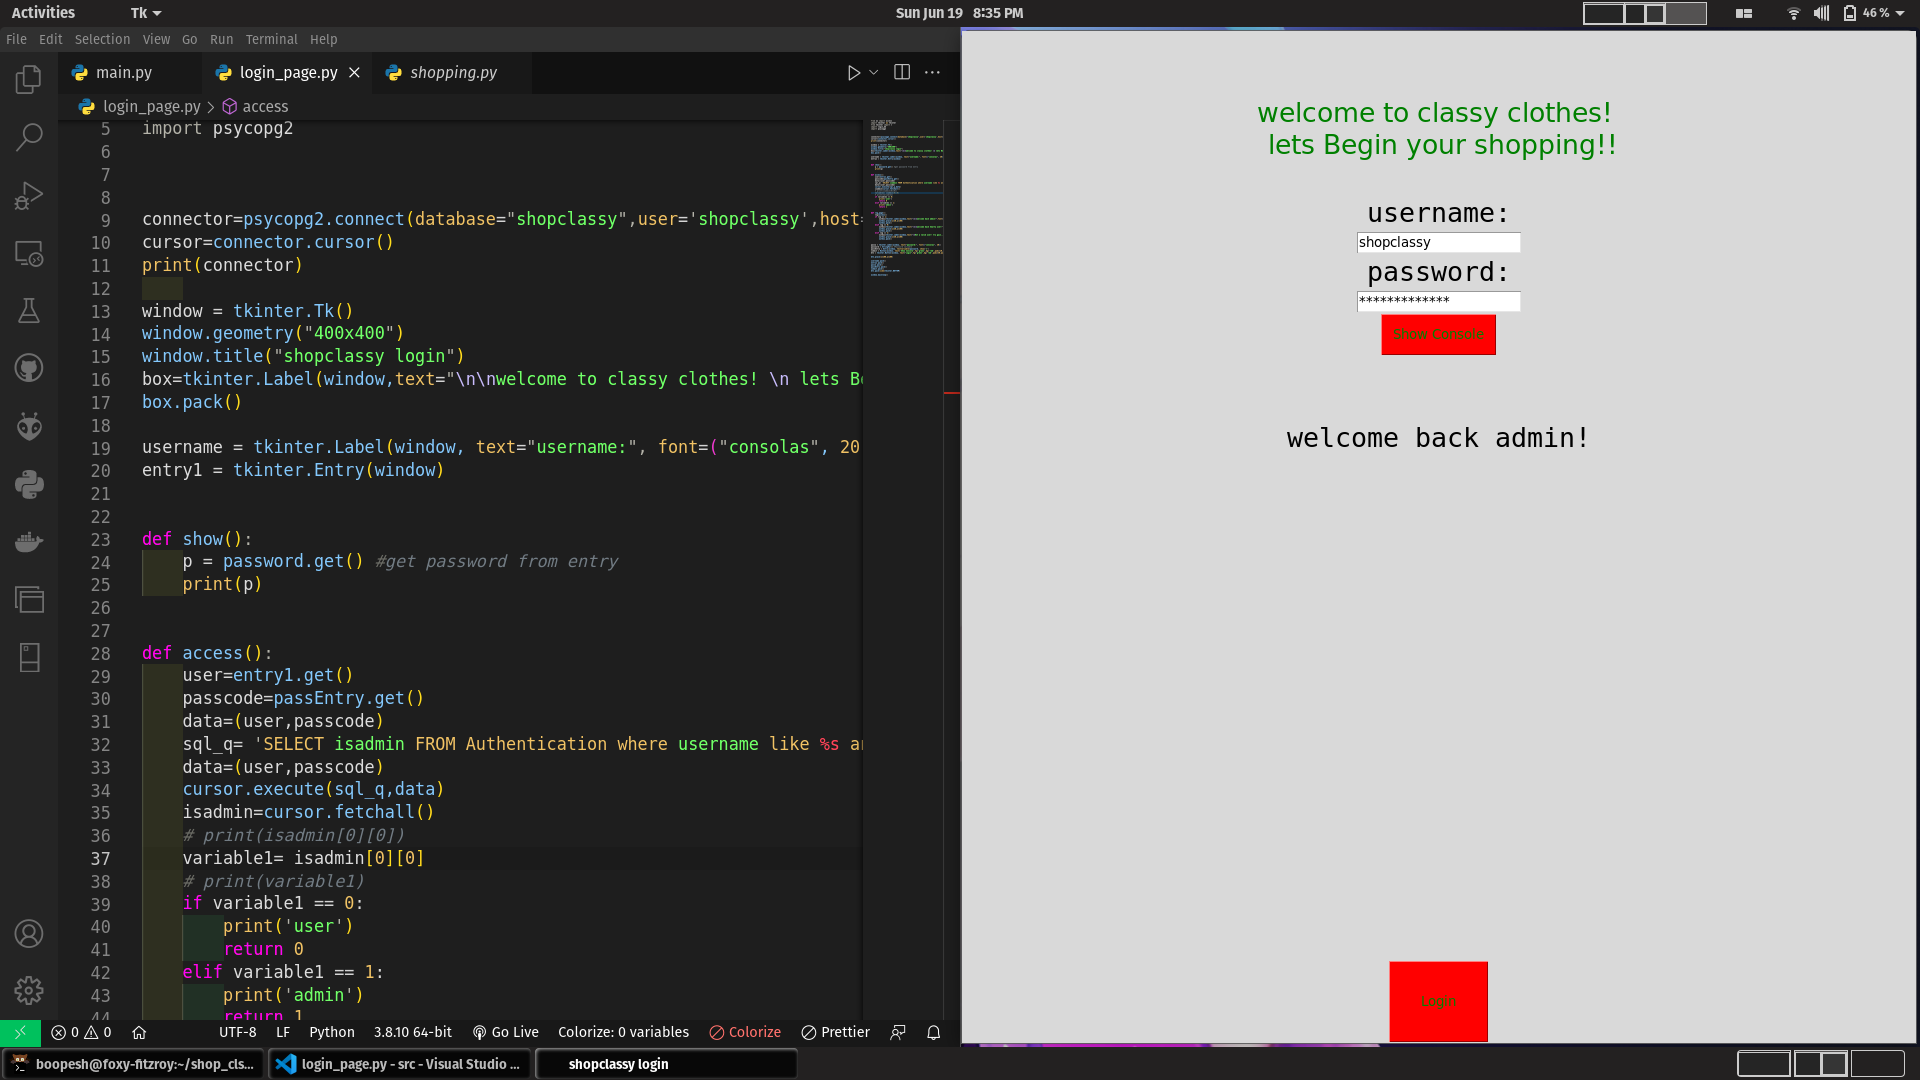 Activities
Tk
Sun Jun 19 8:35 PM
46 %
File Edit Selection View Go Run Terminal Help
main.py
login_page.py
shopping.py
login_page.py > access
5 import psycopg2
6
7
8
9 connector=psycopg2.connect(database="shopclassy",user='shopclassy',host=
10 cursor=connector.cursor()
11 print(connector)
12
13 window = tkinter.Tk()
14 window.geometry("400x400")
15 window.title("shopclassy login")
16 box=tkinter.Label(window,text="\n\nwelcome to classy clothes! \n lets Be
17 box.pack()
18
19 username = tkinter.Label(window, text="username:", font=("consolas", 20
20 entry1 = tkinter.Entry(window)
21
22
23 def show():
24 p = password.get() #get password from entry
25 print(p)
26
27
28 def access():
29 user=entry1.get()
30 passcode=passEntry.get()
31 data=(user,passcode)
32 sql_q= 'SELECT isadmin FROM Authentication where username like %s an
33 data=(user,passcode)
34 cursor.execute(sql_q,data)
35 isadmin=cursor.fetchall()
36 # print(isadmin[0][0])
37 variable1= isadmin[0][0]
38 # print(variable1)
39 if variable1 == 0:
40 print('user')
41 return 0
42 elif variable1 == 1:
43 print('admin')
44 return 1
0 0 UTF-8 LF Python 3.8.10 64-bit Go Live Colorize: 0 variables Colorize Prettier
welcome to classy clothes!
lets Begin your shopping!!
username:
shopclassy
password:
*************
Show Console
welcome back admin!
Login
boopesh@foxy-fitzroy:~/shop_cls...
login_page.py - src - Visual Studio ...
shopclassy login